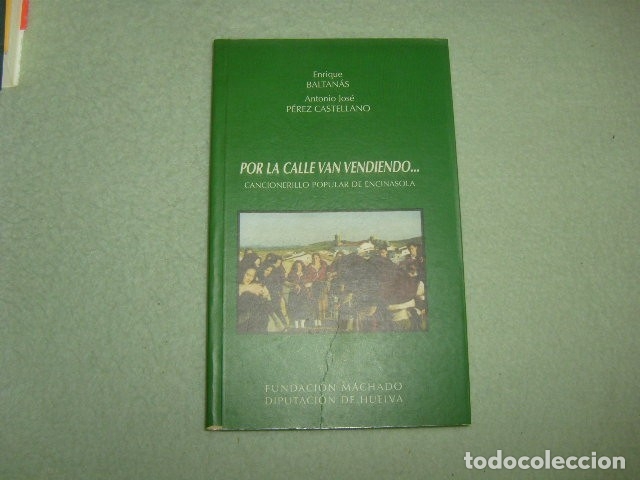 Enrique
BALTANÁS
Antonio José
PÉREZ CASTELLANO
POR LA CALLE VAN VENDIENDO...
CANCIONERILLO POPULAR DE ENCINASOLA
FUNDACIÓN MACHADO
DIPUTACIÓN DE HUELVA
todocoleccion.net